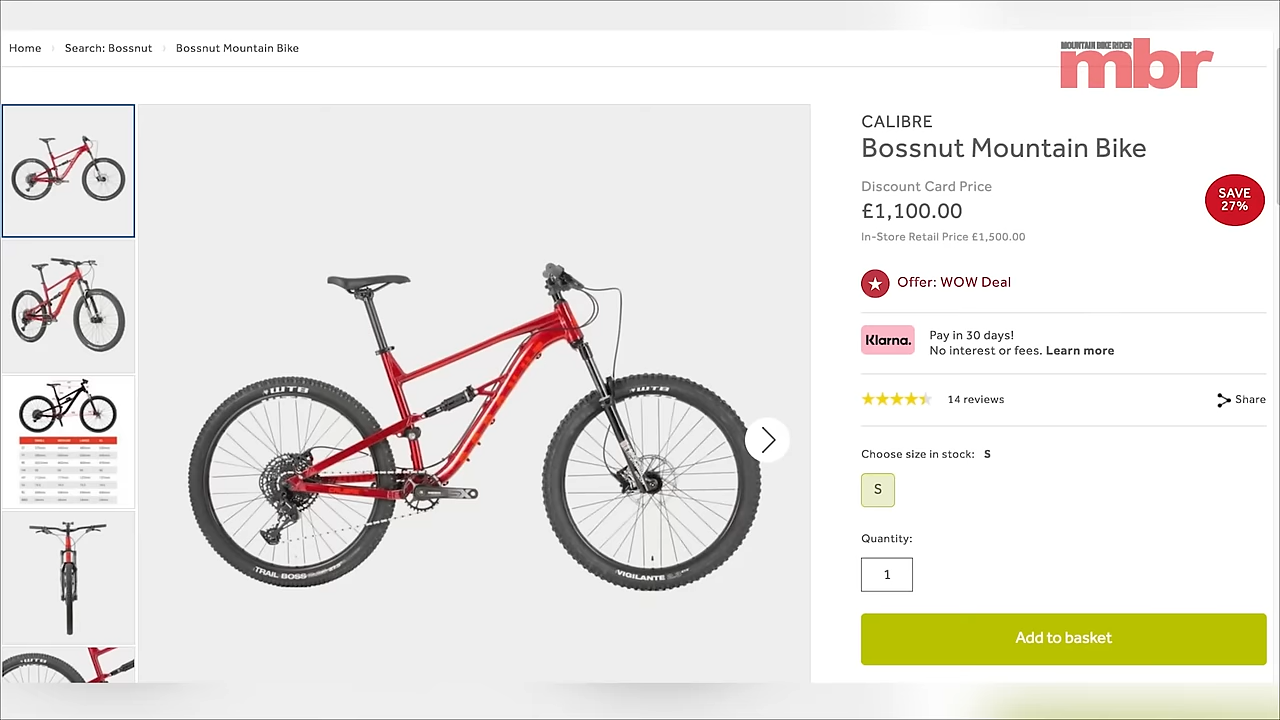 Home
Search: Bossnut
Bossnut Mountain Bike
MOUNTAIN BIKE RIDER
mbr
CALIBRE
Bossnut Mountain Bike
Discount Card Price
£1,100.00
In-Store Retail Price £1,500.00
SAVE
27%
Offer: WOW Deal
Klarna.
Pay in 30 days!
No interest or fees. Learn more
14 reviews
Share
Choose size in stock: S
S
Quantity:
1
Add to basket
WTB
WTB
TRAIL BOSS
VIGILANTE
WTB